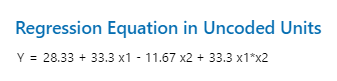 Regression Equation in Uncoded Units
Y = 28.33 + 33.3 x1 - 11.67 x2 + 33.3 x1*x2